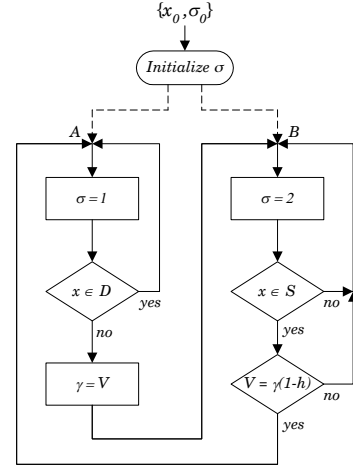 {x₀,σ₀}
Initialize σ
A
B
σ = 1
σ = 2
x ∈ D
yes
no
x ∈ S
no
yes
γ = V
V = γ(1-h)
no
yes